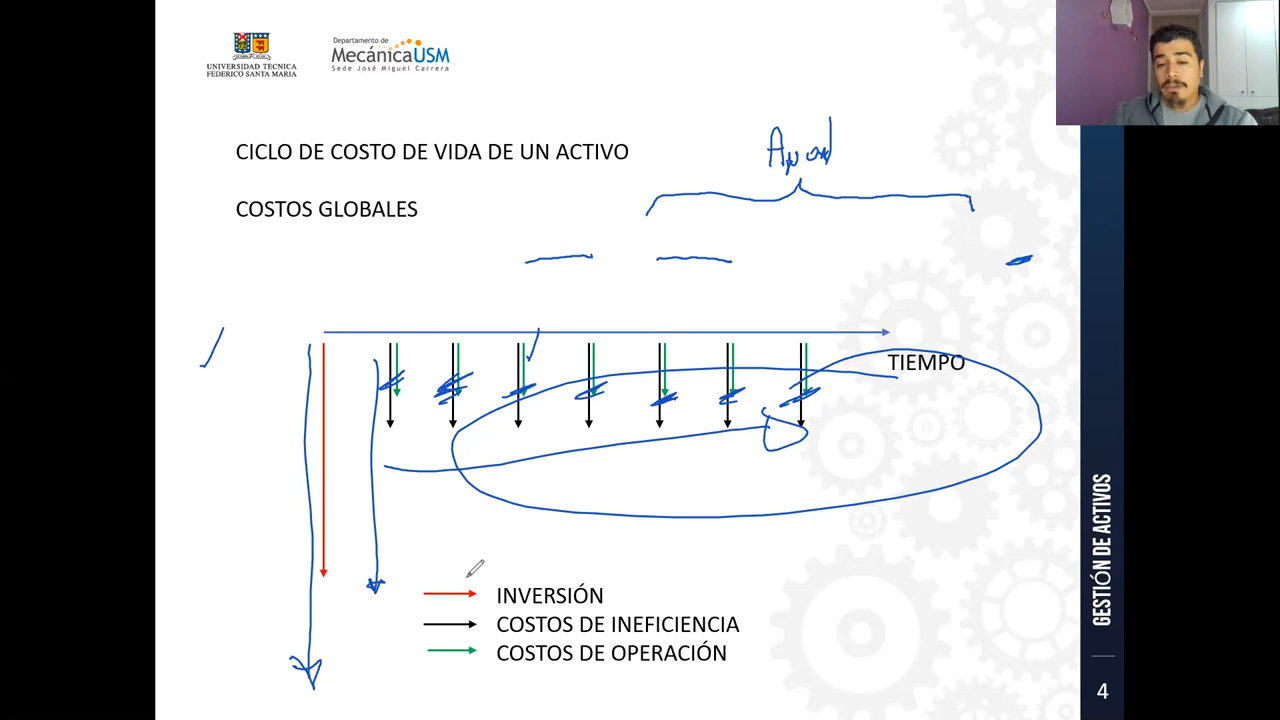 UNIVERSIDAD TECNICA
FEDERICO SANTA MARIA
Departamento de
MecánicaUSM
Sede José Miguel Carrera
CICLO DE COSTO DE VIDA DE UN ACTIVO
COSTOS GLOBALES
TIEMPO
INVERSIÓN
COSTOS DE INEFICIENCIA
COSTOS DE OPERACIÓN
GESTIÓN DE ACTIVOS
4